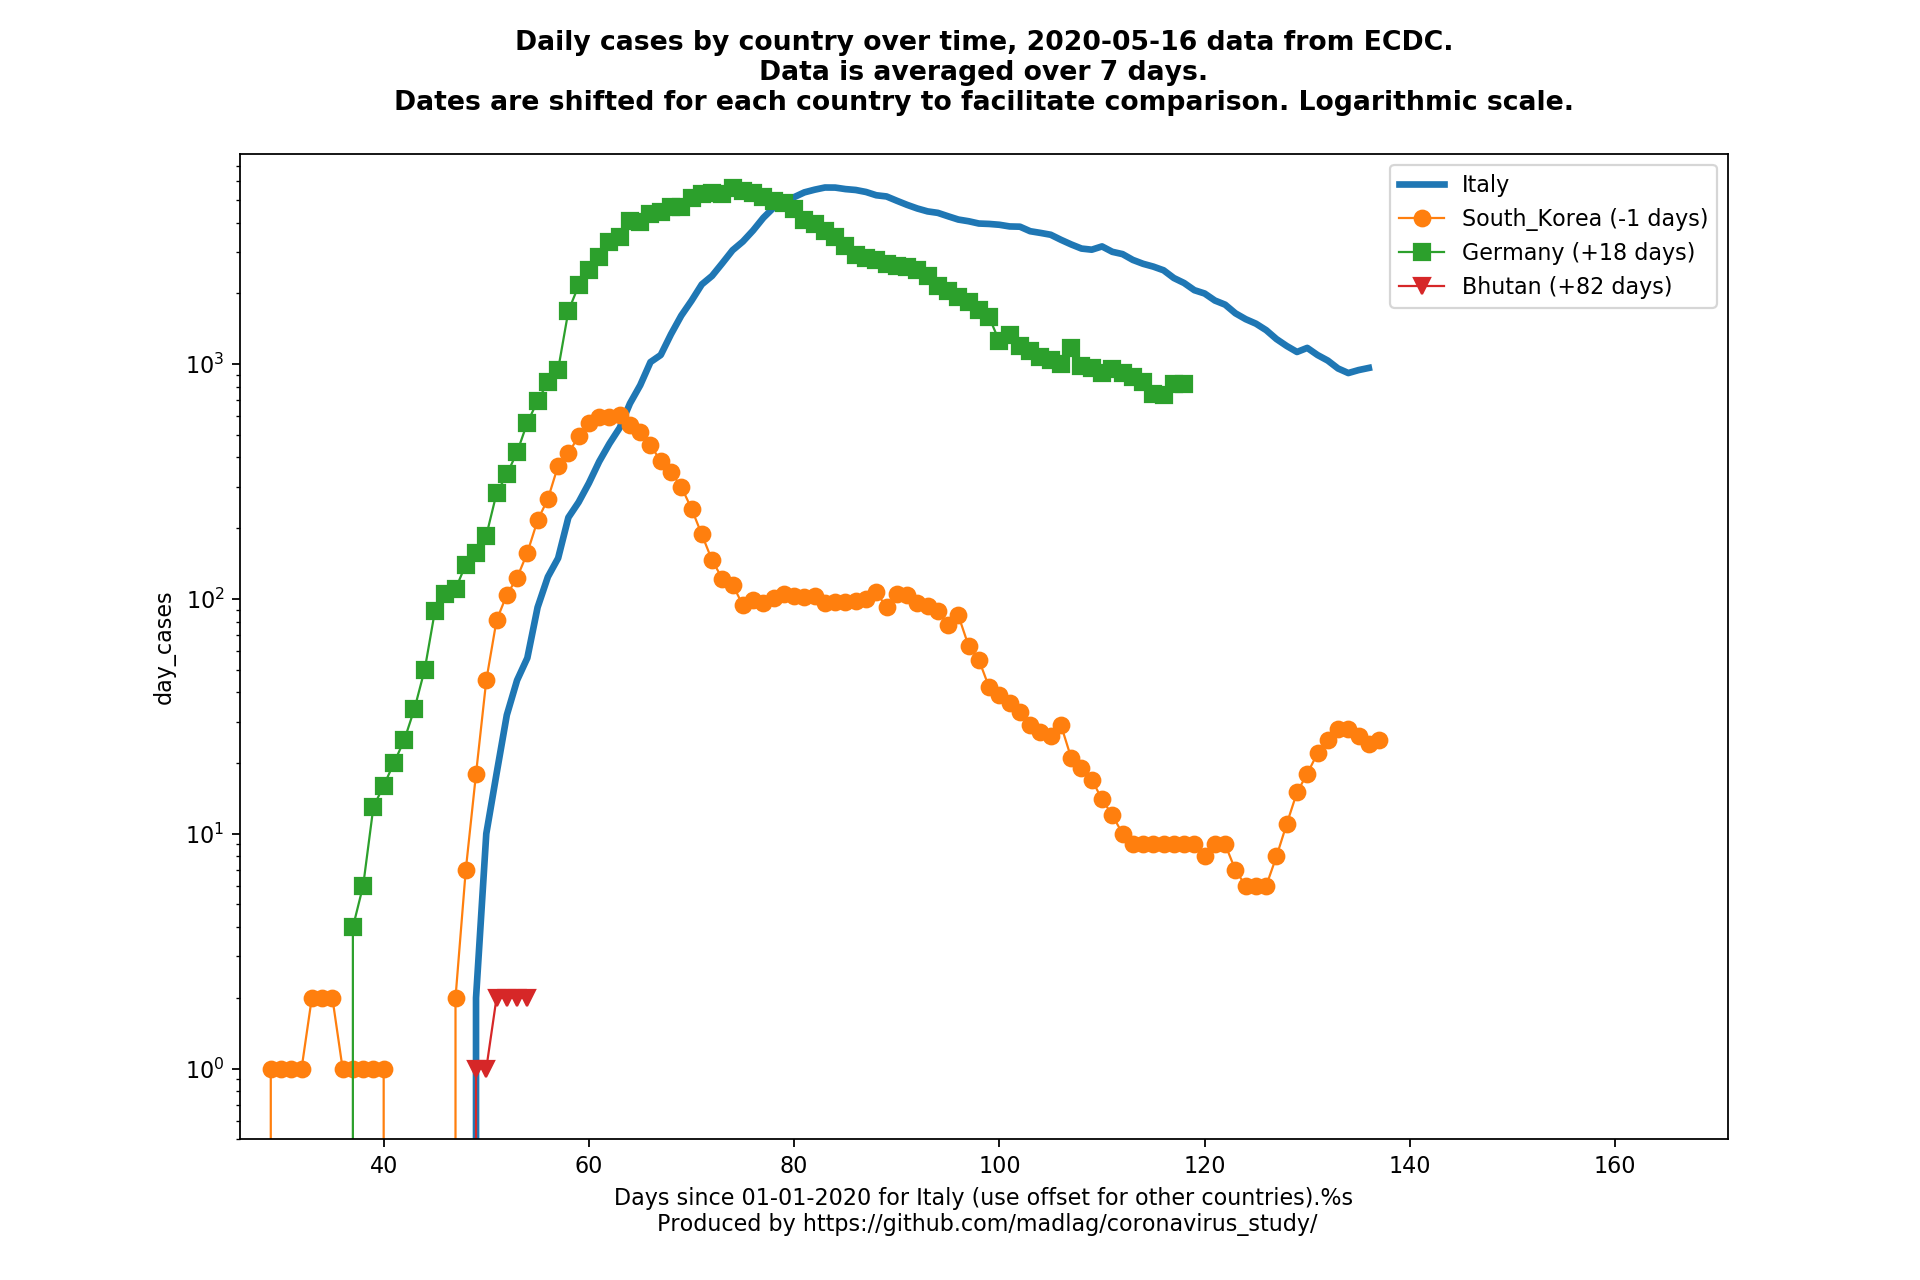 Daily cases by country over time, 2020-05-16 data from ECDC.
Data is averaged over 7 days.
Dates are shifted for each country to facilitate comparison. Logarithmic scale.
Italy
South_Korea (-1 days)
Germany (+18 days)
Bhutan (+82 days)
day_cases
10³
10²
10¹
10⁰
40 60 80 100 120 140 160
Days since 01-01-2020 for Italy (use offset for other countries).%s
Produced by https://github.com/madlag/coronavirus_study/